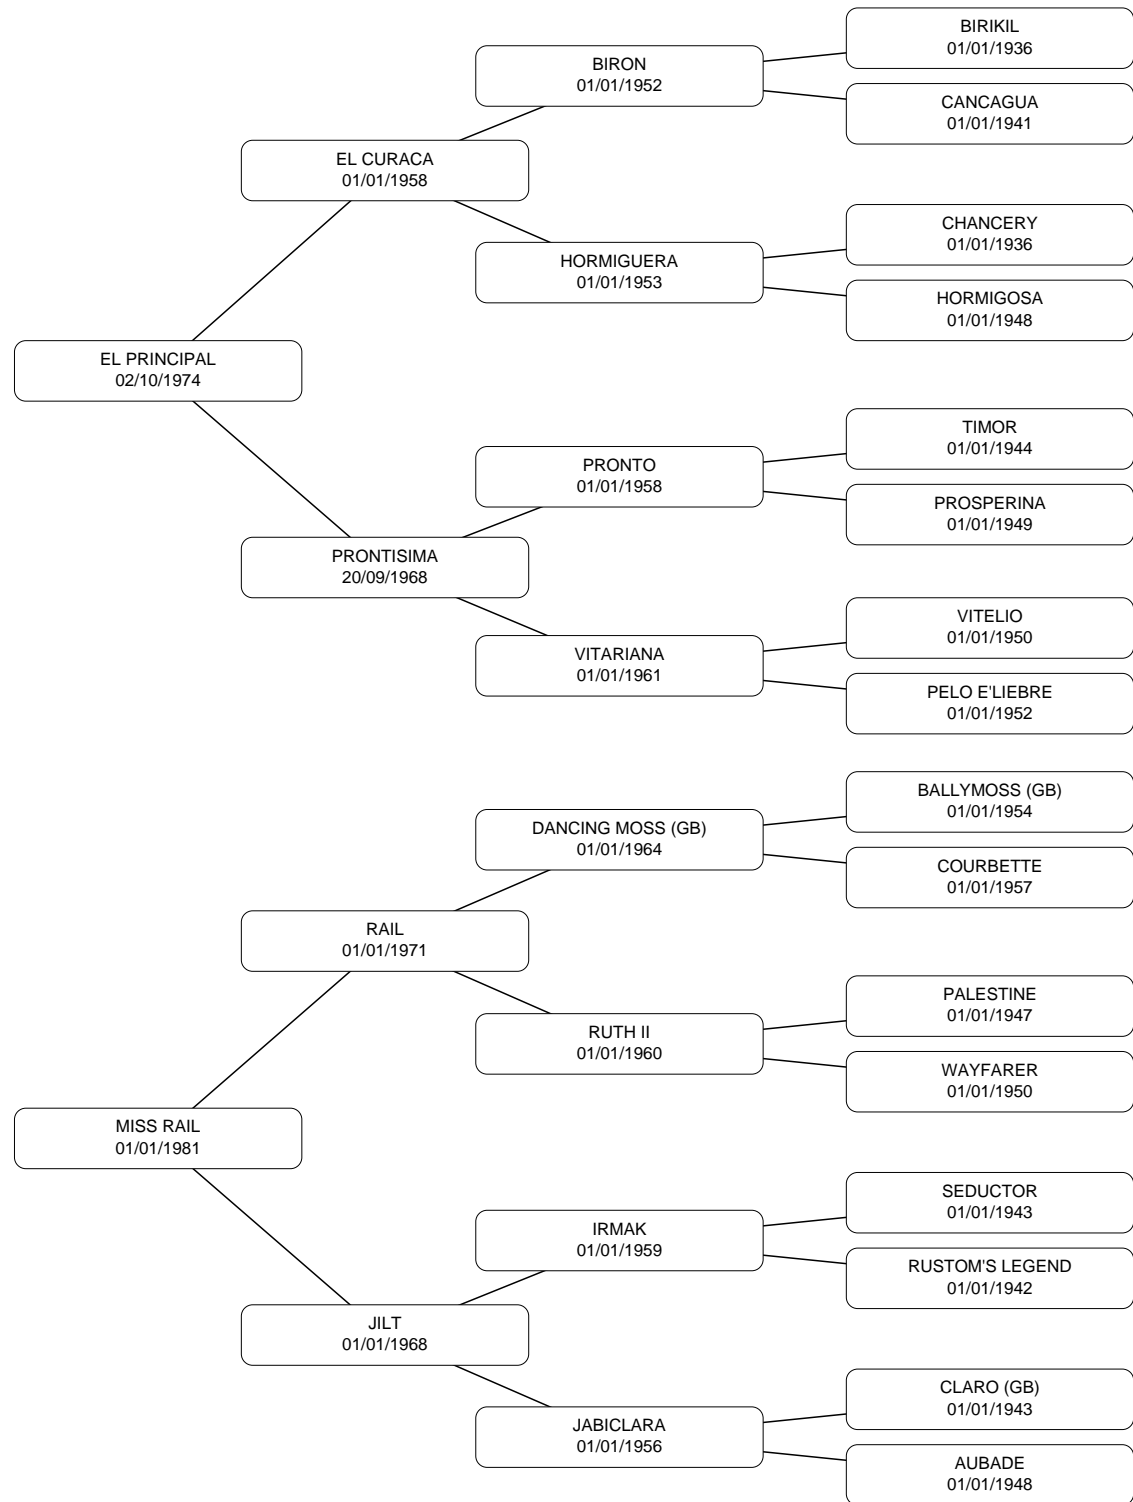 BIRIKIL
01/01/1936
BIRON
01/01/1952
CANCAGUA
01/01/1941
EL CURACA
01/01/1958
CHANCERY
01/01/1936
HORMIGUERA
01/01/1953
HORMIGOSA
01/01/1948
EL PRINCIPAL
02/10/1974
TIMOR
01/01/1944
PRONTO
01/01/1958
PROSPERINA
01/01/1949
PRONTISIMA
20/09/1968
VITELIO
01/01/1950
VITARIANA
01/01/1961
PELO E'LIEBRE
01/01/1952
BALLYMOSS (GB)
01/01/1954
DANCING MOSS (GB)
01/01/1964
COURBETTE
01/01/1957
RAIL
01/01/1971
PALESTINE
01/01/1947
RUTH II
01/01/1960
WAYFARER
01/01/1950
MISS RAIL
01/01/1981
SEDUCTOR
01/01/1943
IRMAK
01/01/1959
RUSTOM'S LEGEND
01/01/1942
JILT
01/01/1968
CLARO (GB)
01/01/1943
JABICLARA
01/01/1956
AUBADE
01/01/1948